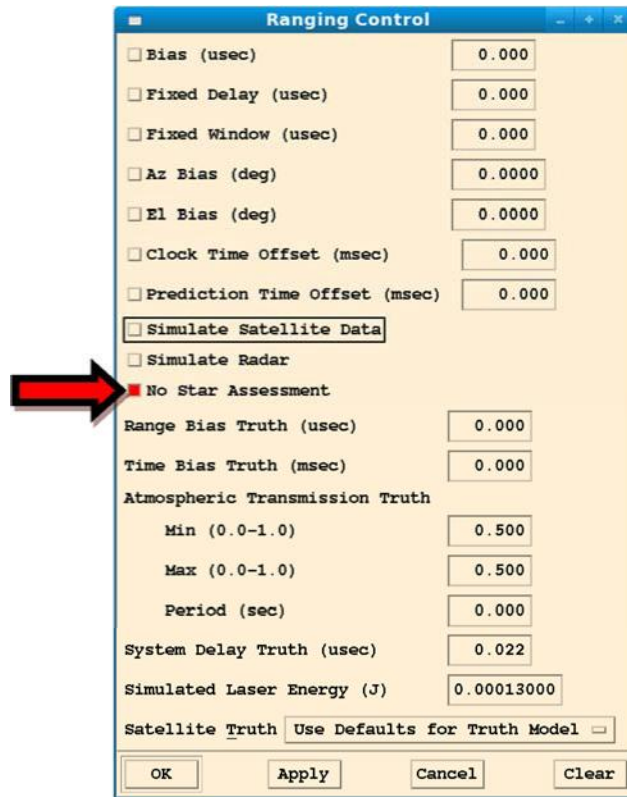 Ranging Control
Bias (usec) 0.000
Fixed Delay (usec) 0.000
Fixed Window (usec) 0.000
Az Bias (deg) 0.0000
El Bias (deg) 0.0000
Clock Time Offset (msec) 0.000
Prediction Time Offset (msec) 0.000
Simulate Satellite Data
Simulate Radar
No Star Assessment
Range Bias Truth (usec) 0.000
Time Bias Truth (msec) 0.000
Atmospheric Transmission Truth
Min (0.0-1.0) 0.500
Max (0.0-1.0) 0.500
Period (sec) 0.000
System Delay Truth (usec) 0.022
Simulated Laser Energy (J) 0.00013000
Satellite Truth Use Defaults for Truth Model
OK Apply Cancel Clear